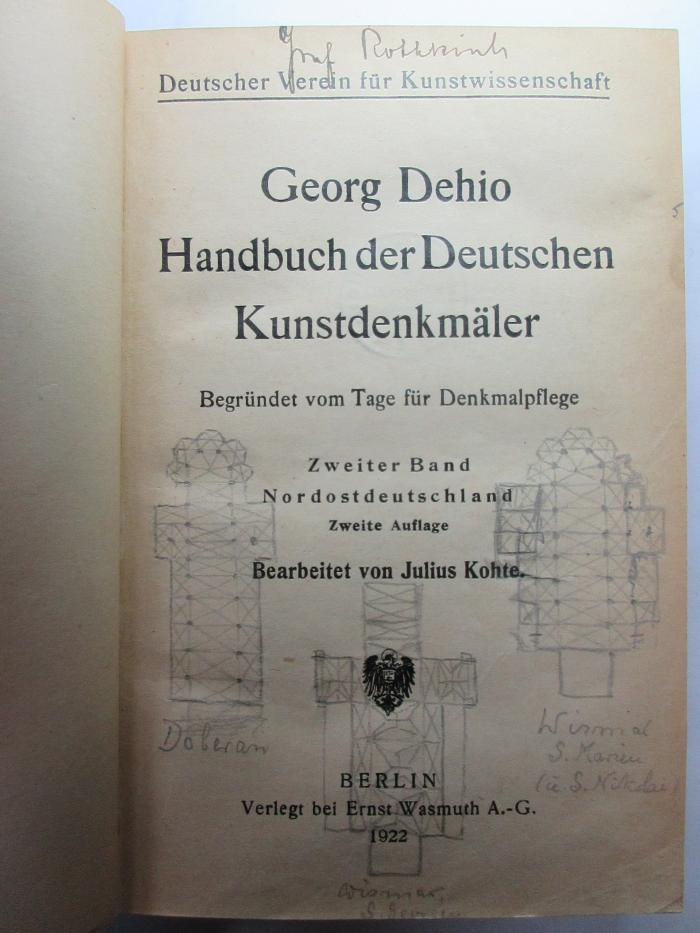 Graf Rothkirch
Deutscher Verein für Kunstwissenschaft
Georg Dehio
Handbuch der Deutschen
Kunstdenkmäler
Begründet vom Tage für Denkmalpflege
Zweiter Band
Nordostdeutschland
Zweite Auflage
Bearbeitet von Julius Kohte.
Doberan
Wismar
S. Marien
(u. S. Nikolai)
BERLIN
Verlegt bei Ernst Wasmuth A.-G.
1922
Wismar,